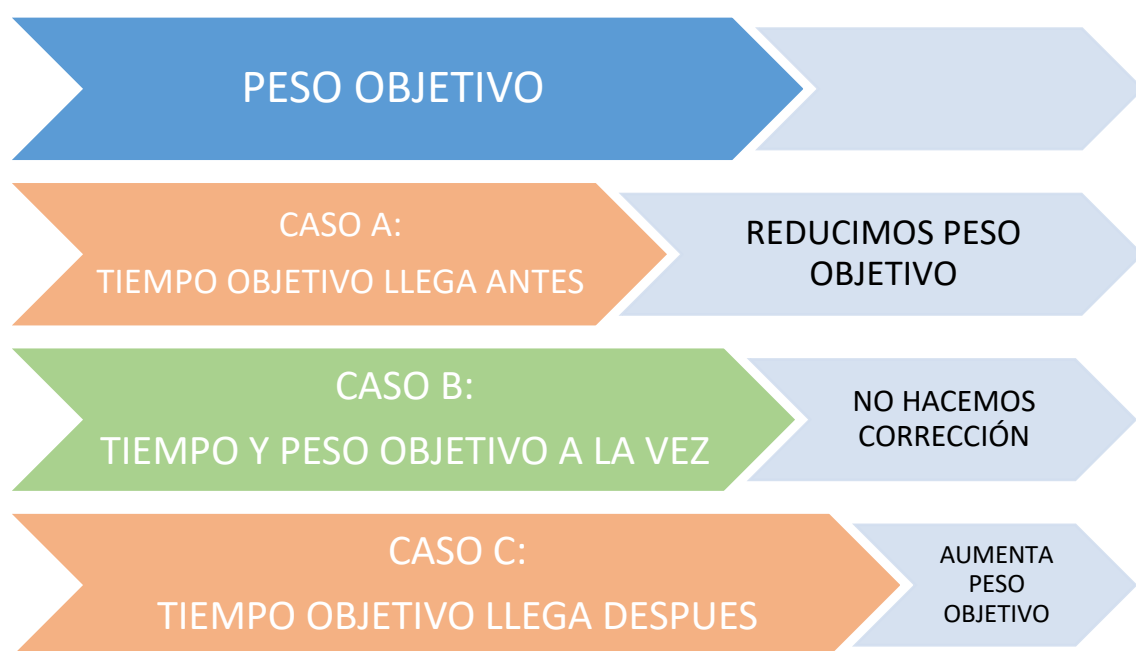 PESO OBJETIVO
CASO A:
TIEMPO OBJETIVO LLEGA ANTES
REDUCIMOS PESO
OBJETIVO
CASO B:
TIEMPO Y PESO OBJETIVO A LA VEZ
NO HACEMOS
CORRECCIÓN
CASO C:
TIEMPO OBJETIVO LLEGA DESPUES
AUMENTA
PESO
OBJETIVO